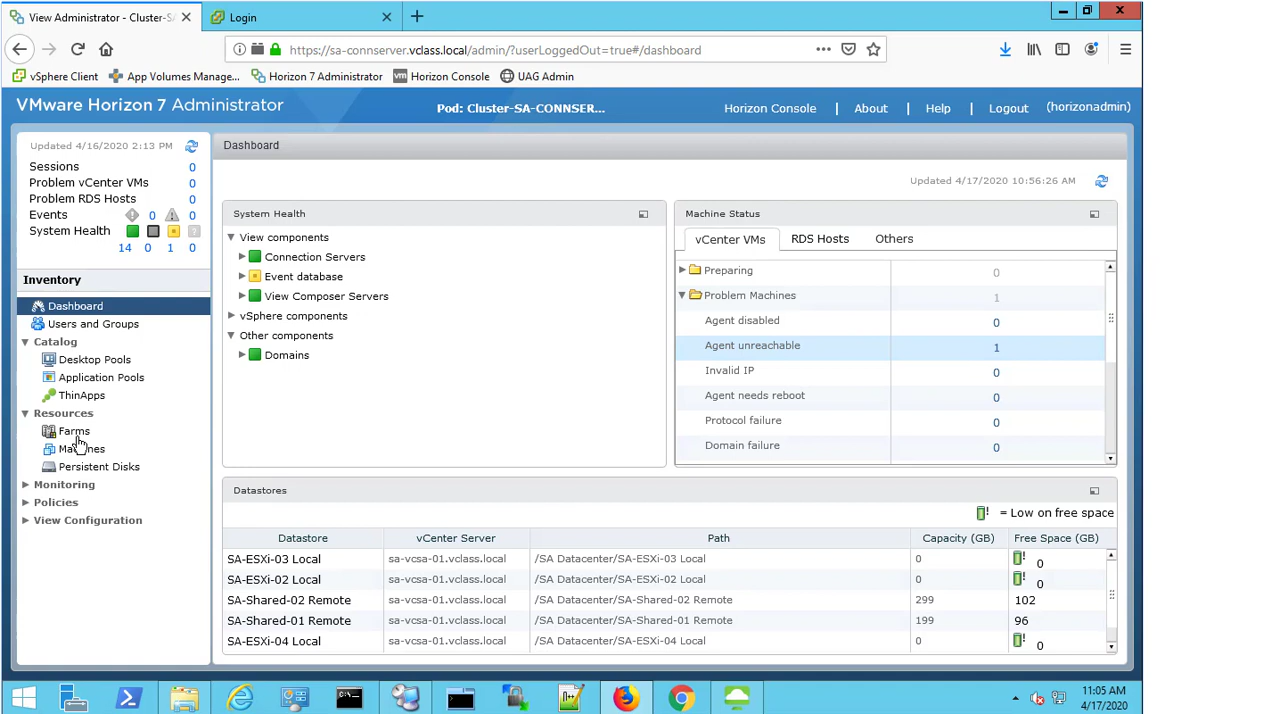 View Administrator - Cluster-SA
Login
https://sa-connserver.vclass.local/admin/?userLoggedOut=true#/dashboard
vSphere Client
App Volumes Manage...
Horizon 7 Administrator
vm Horizon Console
UAG Admin
VMware Horizon 7 Administrator
Pod: Cluster-SA-CONNSER...
Horizon Console | About | Help | Logout (horizonadmin)
Updated 4/16/2020 2:13 PM
Sessions 0
Problem vCenter VMs 0
Problem RDS Hosts 0
Events 0 0
System Health
14 0 1 0
Inventory
Dashboard
Users and Groups
Catalog
Desktop Pools
Application Pools
ThinApps
Resources
Farms
Machines
Persistent Disks
Monitoring
Policies
View Configuration
Dashboard
Updated 4/17/2020 10:56:26 AM
System Health
View components
Connection Servers
Event database
View Composer Servers
vSphere components
Other components
Domains
Machine Status
vCenter VMs RDS Hosts Others
Preparing 0
Problem Machines 1
Agent disabled 0
Agent unreachable 1
Invalid IP 0
Agent needs reboot 0
Protocol failure 0
Domain failure 0
Datastores
= Low on free space
Datastore vCenter Server Path Capacity (GB) Free Space (GB)
SA-ESXi-03 Local sa-vcsa-01.vclass.local /SA Datacenter/SA-ESXi-03 Local 0 0
SA-ESXi-02 Local sa-vcsa-01.vclass.local /SA Datacenter/SA-ESXi-02 Local 0 0
SA-Shared-02 Remote sa-vcsa-01.vclass.local /SA Datacenter/SA-Shared-02 Remote 299 102
SA-Shared-01 Remote sa-vcsa-01.vclass.local /SA Datacenter/SA-Shared-01 Remote 199 96
SA-ESXi-04 Local sa-vcsa-01.vclass.local /SA Datacenter/SA-ESXi-04 Local 0 0
11:05 AM
4/17/2020